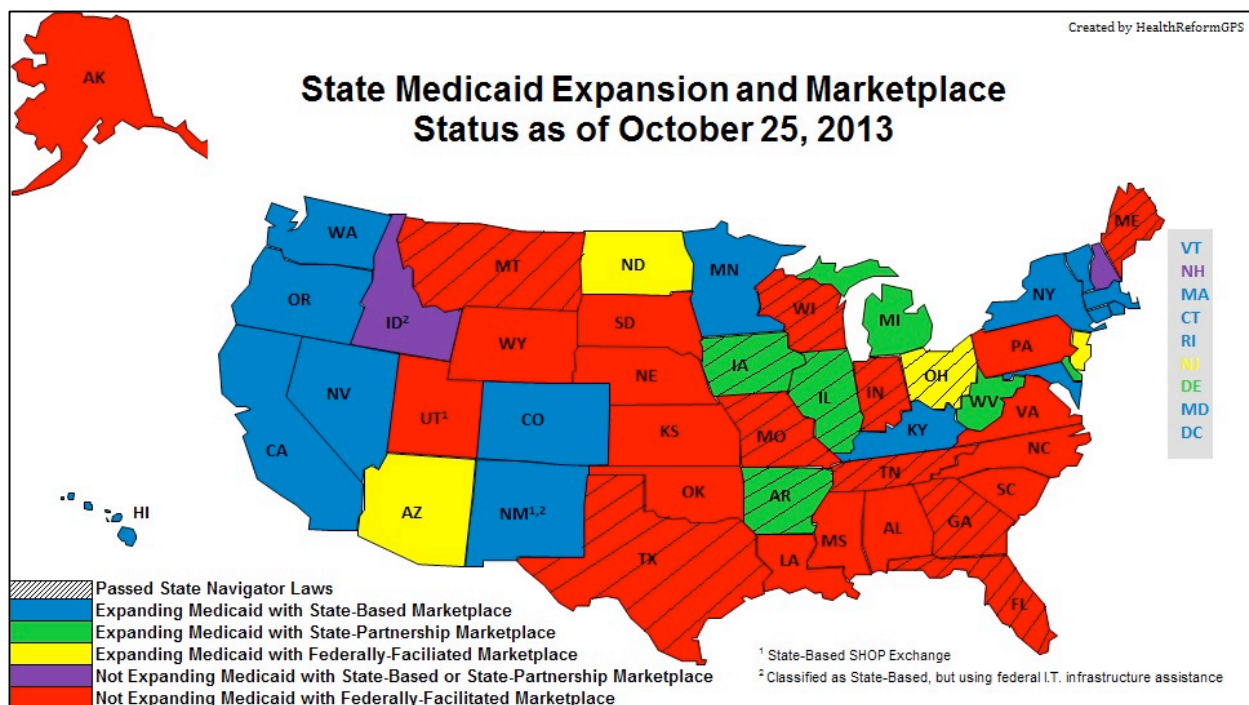 Created by HealthReformGPS
State Medicaid Expansion and Marketplace
Status as of October 25, 2013
AK
WA
OR
CA
NV
ID²
MT
WY
UT¹
AZ
CO
NM¹,²
ND
SD
NE
KS
OK
TX
MN
IA
MO
AR
LA
WI
IL
MI
IN
OH
KY
TN
MS
AL
GA
FL
SC
NC
VA
WV
PA
NY
ME
HI
VT
NH
MA
CT
RI
NJ
DE
MD
DC
Passed State Navigator Laws
Expanding Medicaid with State-Based Marketplace
Expanding Medicaid with State-Partnership Marketplace
Expanding Medicaid with Federally-Faciliated Marketplace
Not Expanding Medicaid with State-Based or State-Partnership Marketplace
Not Expanding Medicaid with Federally-Facilitated Marketplace
¹ State-Based SHOP Exchange
² Classified as State-Based, but using federal I.T. infrastructure assistance